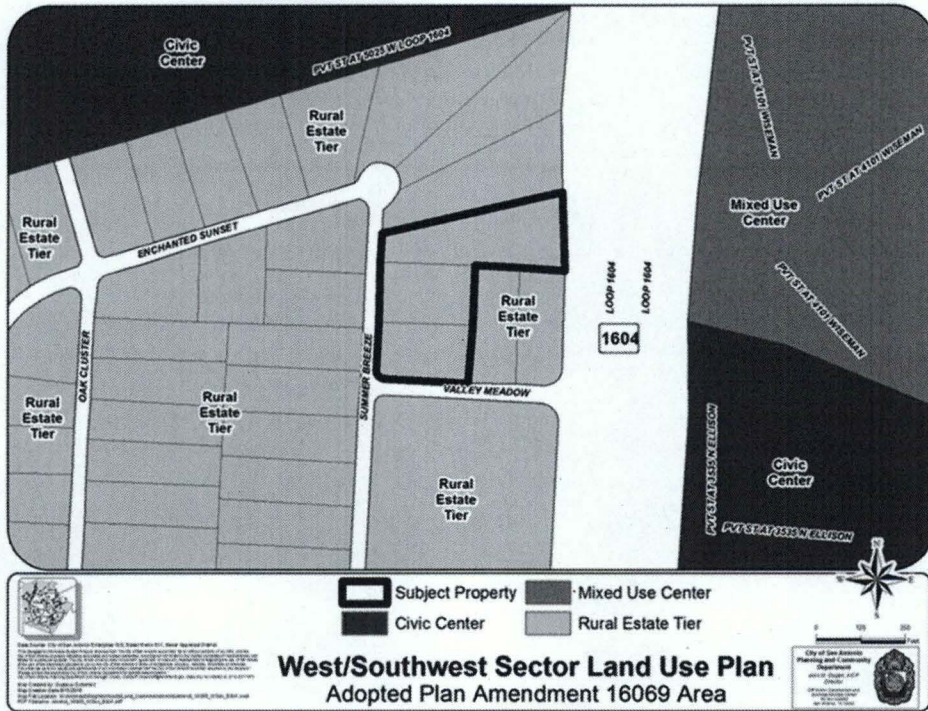 Civic
Center
PVT ST AT 5025 W LOOP 1604
Rural
Estate
Tier
PVT ST AT 4101 WISEMAN
PVT ST AT 4101 WISEMAN
Rural
Estate
Tier
Mixed Use
Center
ENCHANTED SUNSET
LOOP 1604
LOOP 1604
Rural
Estate
Tier
PVT ST AT 4101 WISEMAN
1604
OAK CLUSTER
SUMMER BREEZE
VALLEY MEADOW
Rural
Estate
Tier
Rural
Estate
Tier
Rural
Estate
Tier
PVT ST AT 3535 N ELLISON
Civic
Center
PVT ST AT 3535 N ELLISON
N
W
E
S
Subject Property
Mixed Use Center
Civic Center
Rural Estate Tier
West/Southwest Sector Land Use Plan
Adopted Plan Amendment 16069 Area
City of San Antonio
Planning and Community
Department